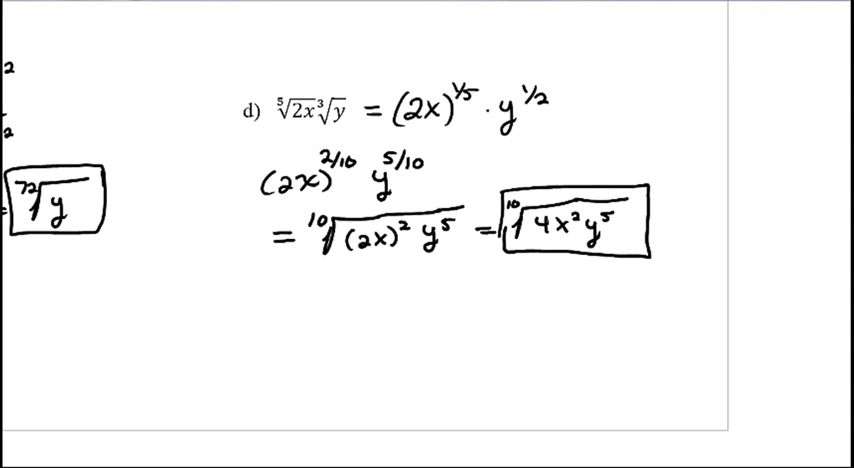 2
2
= ⁷²√y
d) ⁵√2x ³√y = (2x)^1/5 · y^1/2
(2x)^2/10 y^5/10
= ¹⁰√(2x)² y⁵ = ¹⁰√4x²y⁵